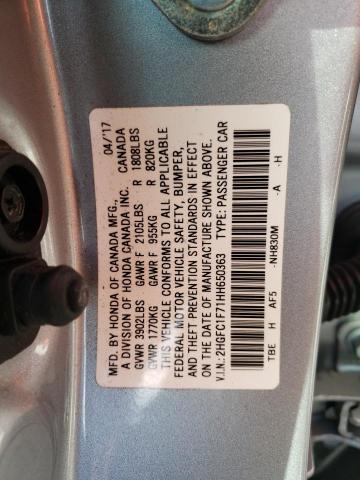 MFD. BY HONDA OF CANADA MFG., 04/'17
A DIVISION OF HONDA CANADA INC. CANADA
GVWR 3902LBS GAWR F 2105LBS R 1808LBS
GVWR 1770KG GAWR F 955KG R 820KG
THIS VEHICLE CONFORMS TO ALL APPLICABLE
FEDERAL MOTOR VEHICLE SAFETY, BUMPER,
AND THEFT PREVENTION STANDARDS IN EFFECT
ON THE DATE OF MANUFACTURE SHOWN ABOVE.
V.I.N.: 2HGFC1F71HH650363 TYPE: PASSENGER CAR
TBE H AF5 -NH830M -A -H